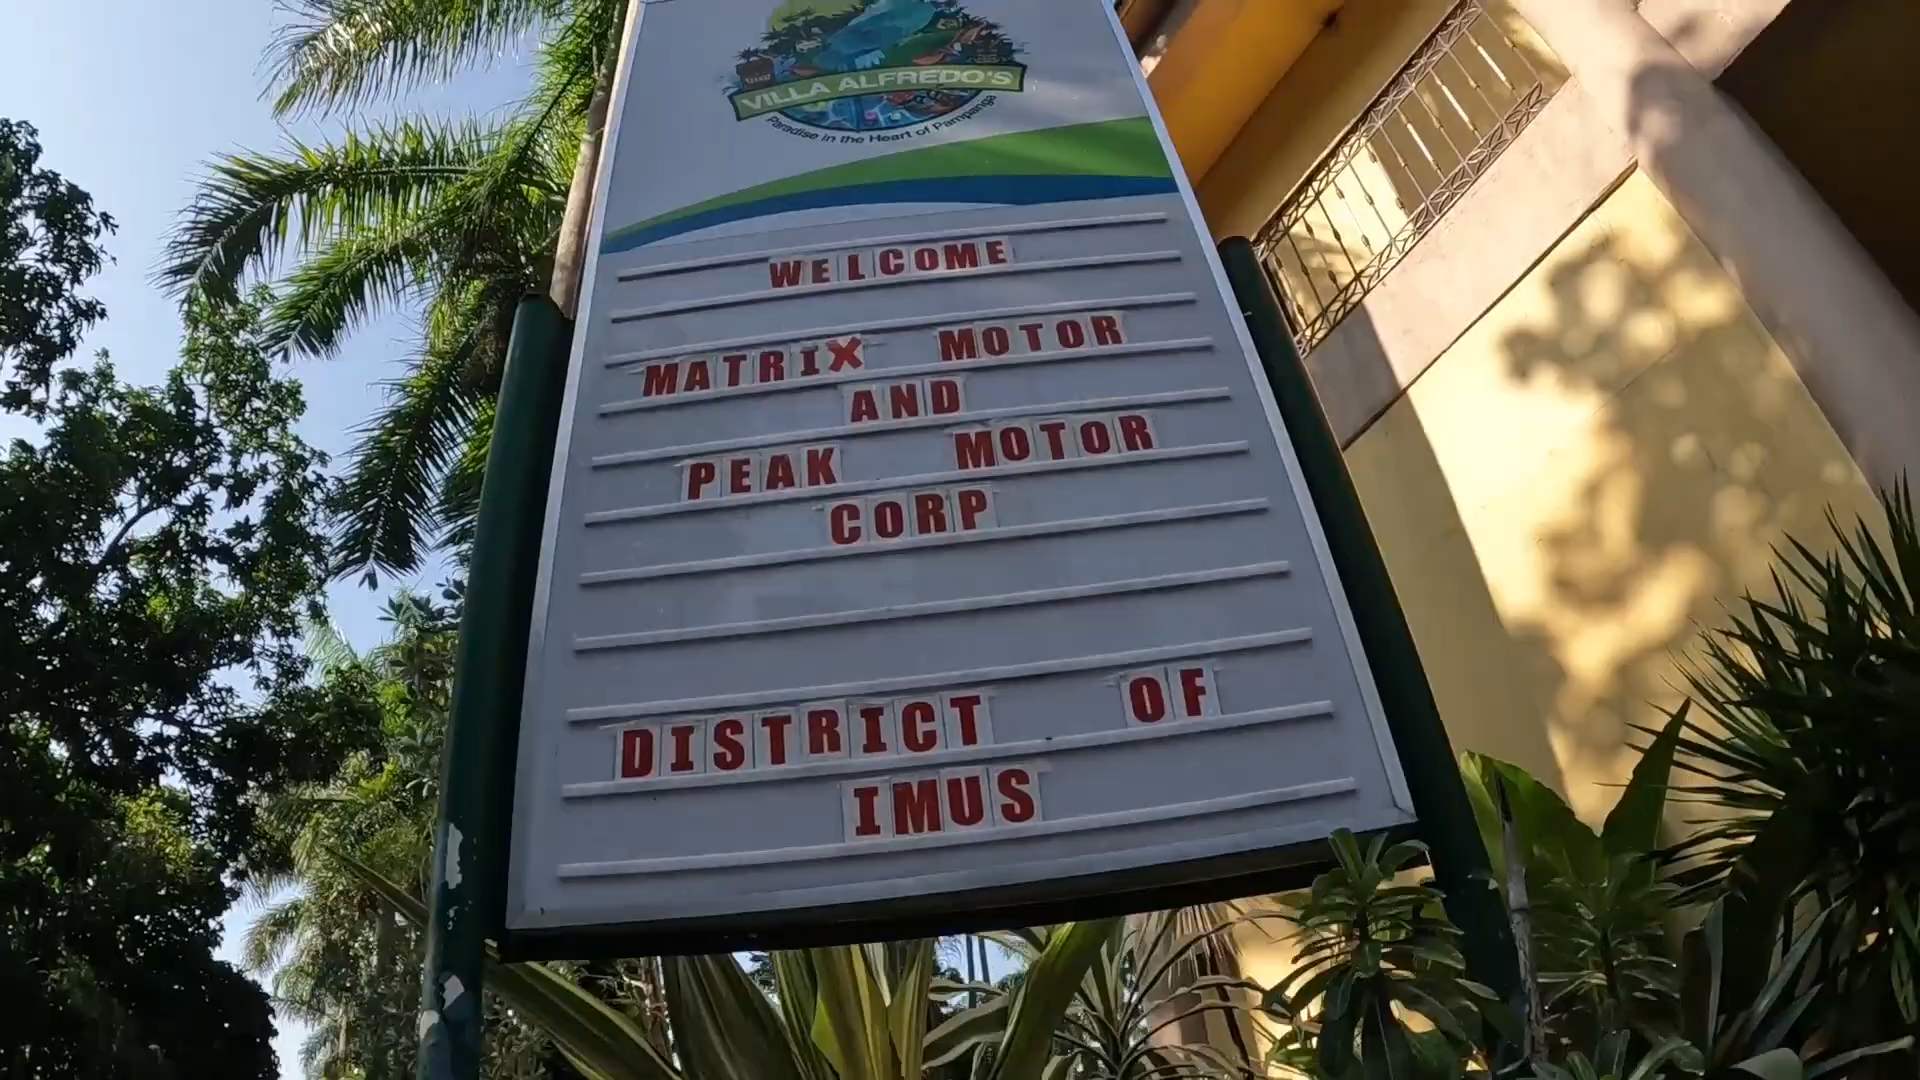 VILLA ALFREDO'S
Paradise in the Heart of Pampanga
WELCOME
MATRIX MOTOR
AND
PEAK MOTOR
CORP
DISTRICT OF
IMUS